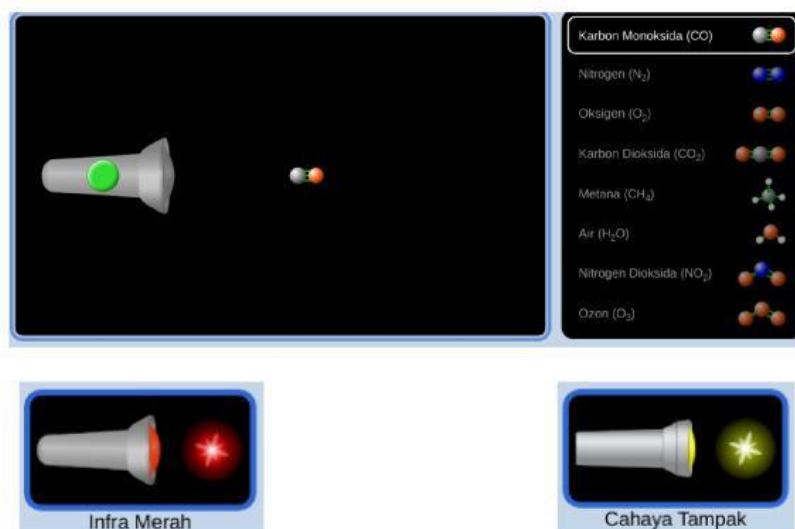 Karbon Monoksida (CO)
Nitrogen (N₂)
Oksigen (O₂)
Karbon Dioksida (CO₂)
Metana (CH₄)
Air (H₂O)
Nitrogen Dioksida (NO₂)
Ozon (O₃)
Infra Merah
Cahaya Tampak